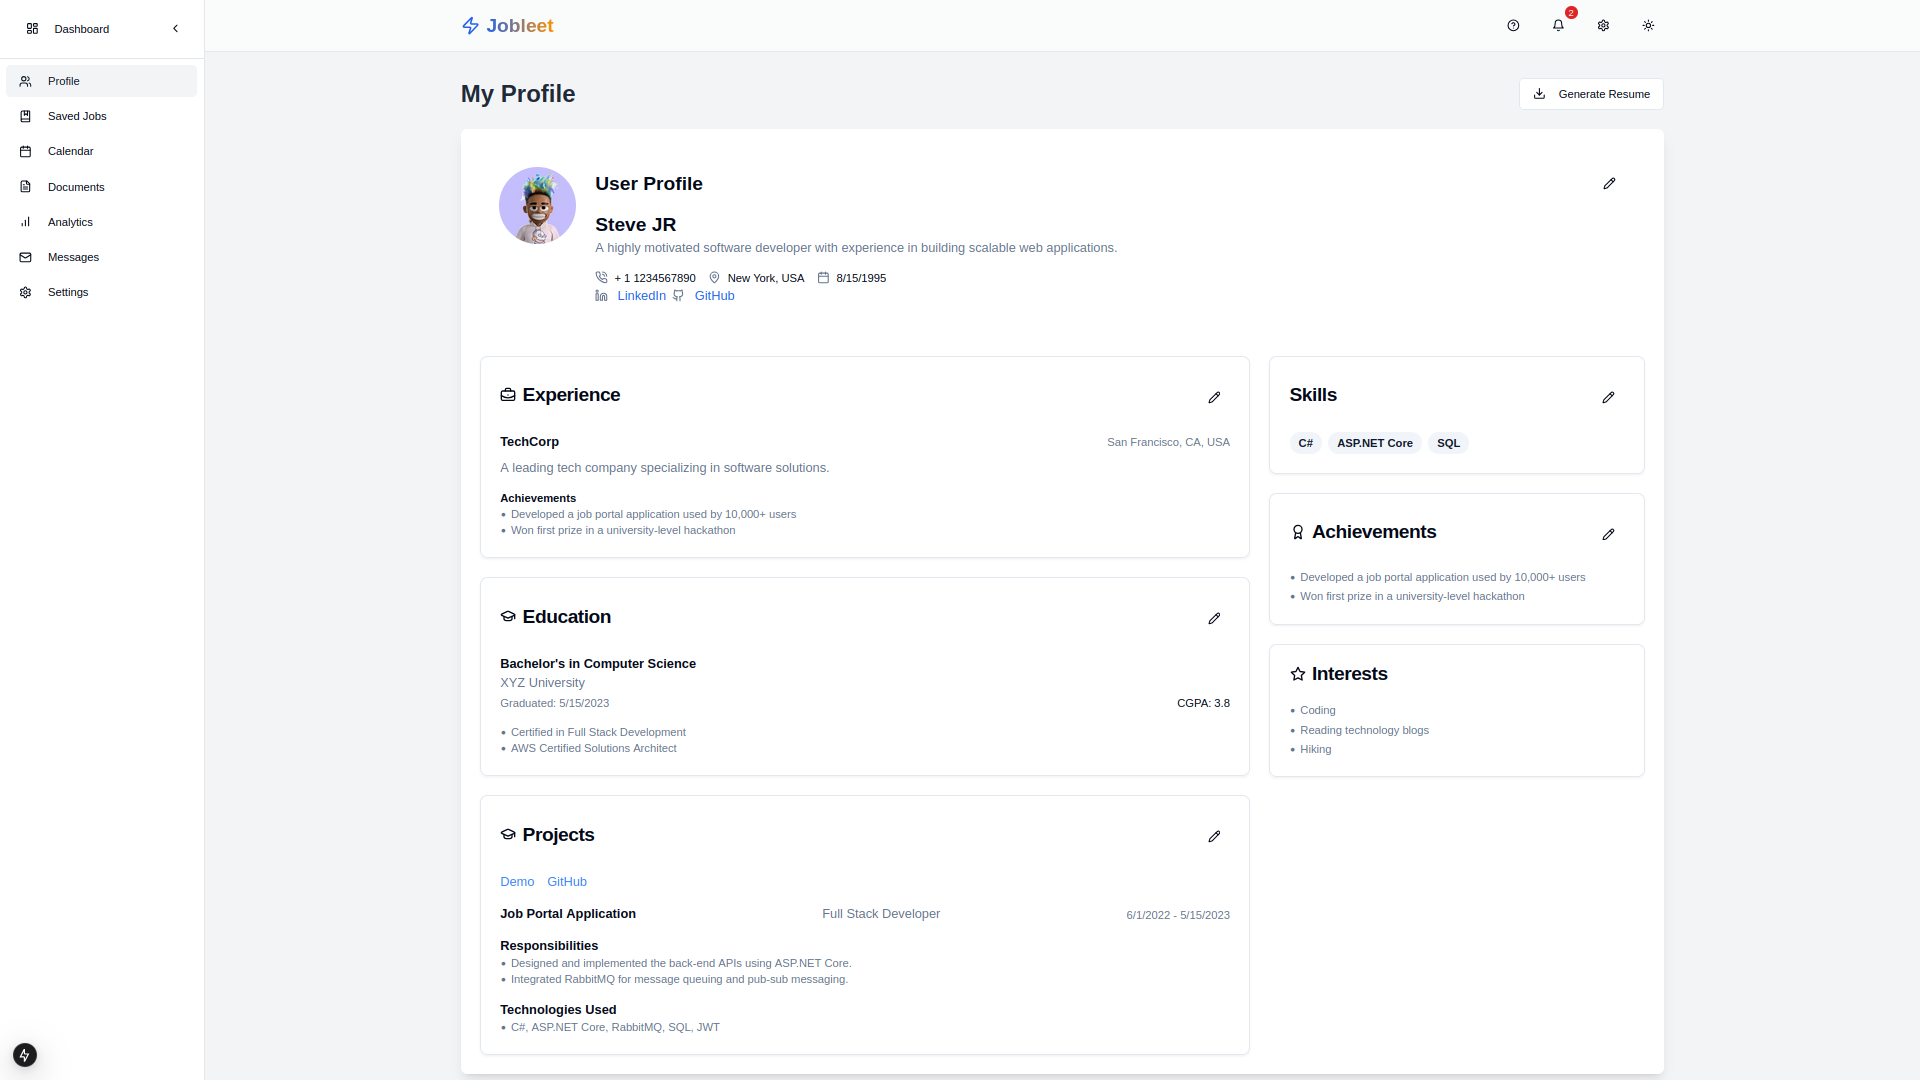 Dashboard
Profile
Saved Jobs
Calendar
Documents
Analytics
Messages
Settings
Jobleet
2
My Profile
Generate Resume
User Profile
Steve JR
A highly motivated software developer with experience in building scalable web applications.
+ 1 1234567890 New York, USA 8/15/1995
LinkedIn GitHub
Experience
TechCorp San Francisco, CA, USA
A leading tech company specializing in software solutions.
Achievements
• Developed a job portal application used by 10,000+ users
• Won first prize in a university-level hackathon
Education
Bachelor's in Computer Science
XYZ University
Graduated: 5/15/2023 CGPA: 3.8
• Certified in Full Stack Development
• AWS Certified Solutions Architect
Projects
Demo GitHub
Job Portal Application Full Stack Developer 6/1/2022 - 5/15/2023
Responsibilities
• Designed and implemented the back-end APIs using ASP.NET Core.
• Integrated RabbitMQ for message queuing and pub-sub messaging.
Technologies Used
• C#, ASP.NET Core, RabbitMQ, SQL, JWT
Skills
C# ASP.NET Core SQL
Achievements
• Developed a job portal application used by 10,000+ users
• Won first prize in a university-level hackathon
Interests
• Coding
• Reading technology blogs
• Hiking